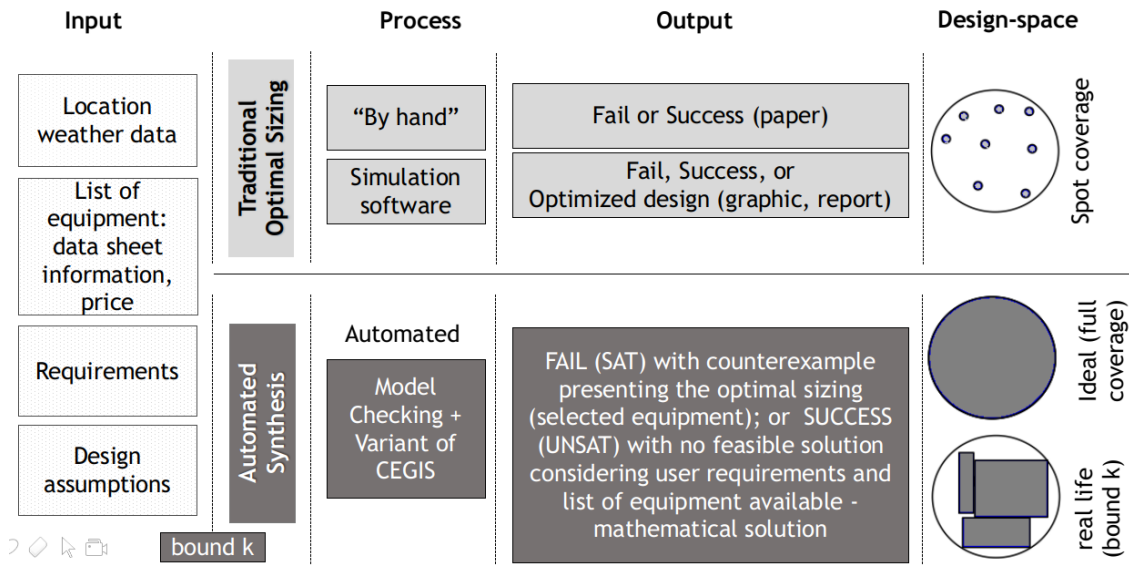 Input
Process
Output
Design-space
Location
weather data
List of
equipment:
data sheet
information,
price
Requirements
Design
assumptions
bound k
Traditional
Optimal Sizing
“By hand”
Simulation
software
Fail or Success (paper)
Fail, Success, or
Optimized design (graphic, report)
Spot coverage
Automated
Synthesis
Automated
Model
Checking +
Variant of
CEGIS
FAIL (SAT) with counterexample
presenting the optimal sizing
(selected equipment); or SUCCESS
(UNSAT) with no feasible solution
considering user requirements and
list of equipment available -
mathematical solution
Ideal (full
coverage)
real life
(bound k)